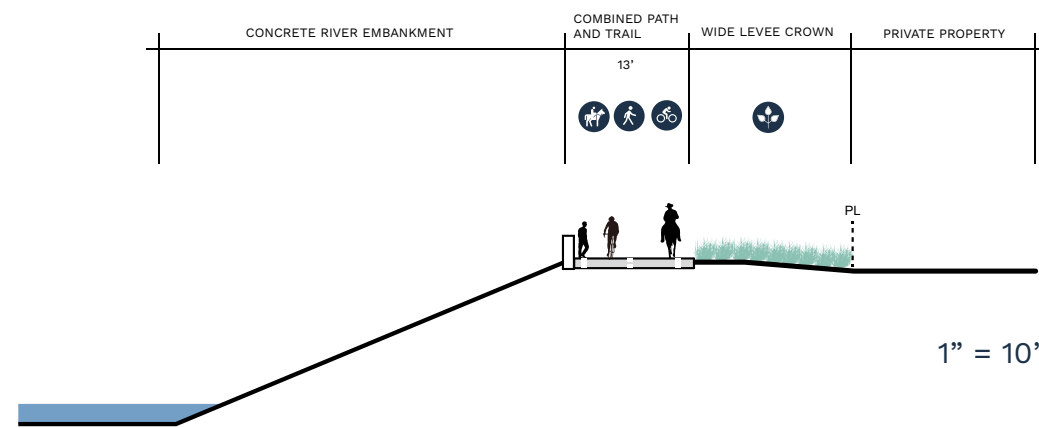 CONCRETE RIVER EMBANKMENT
COMBINED PATH
AND TRAIL
WIDE LEVEE CROWN
PRIVATE PROPERTY
13’
PL
1” = 10’